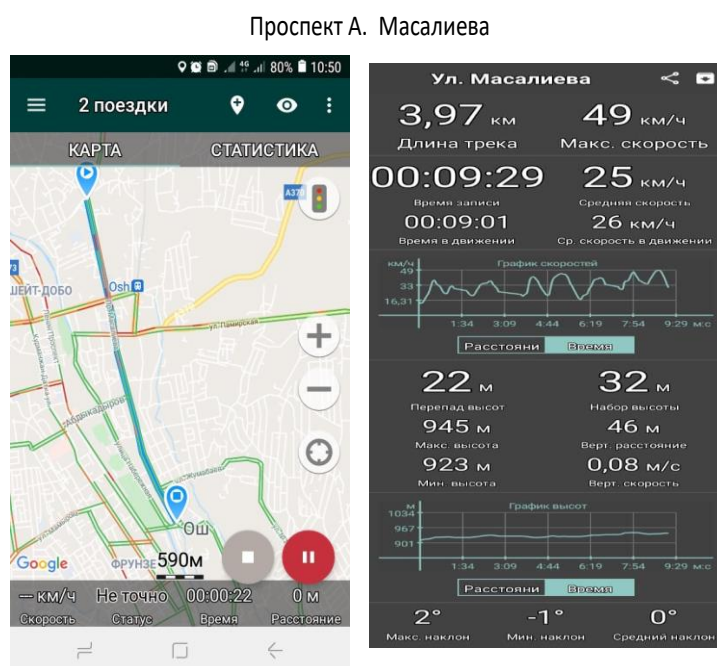 Проспект А. Масалиева
4G 80% 10:50
2 поездки
КАРТА СТАТИСТИКА
A370
73
ШЕЙТ-ДОБО
Osh
ул. Памирская
Ош
ФРУНЗЕ
590м
Google
— км/ч Не точно 00:00:22 0 м
Скорость Статус Время Расстояние
Ул. Масалиева
3,97 км 49 км/ч
Длина трека Макс. скорость
00:09:29 25 км/ч
Время записи Средняя скорость
00:09:01 26 км/ч
Время в движении Ср. скорость в движении
км/ч График скоростей
49
33
16,31
1:34 3:09 4:44 6:19 7:54 9:29 м:с
Расстояни Время
22 м 32 м
Перепад высот Набор высоты
945 м 46 м
Макс. высота Верт. расстояние
923 м 0,08 м/с
Мин. высота Верт. скорость
м График высот
1034
967
901
1:34 3:09 4:44 6:19 7:54 9:29 м:с
Расстояни Время
2° -1° 0°
Макс. наклон Мин. наклон Средний наклон